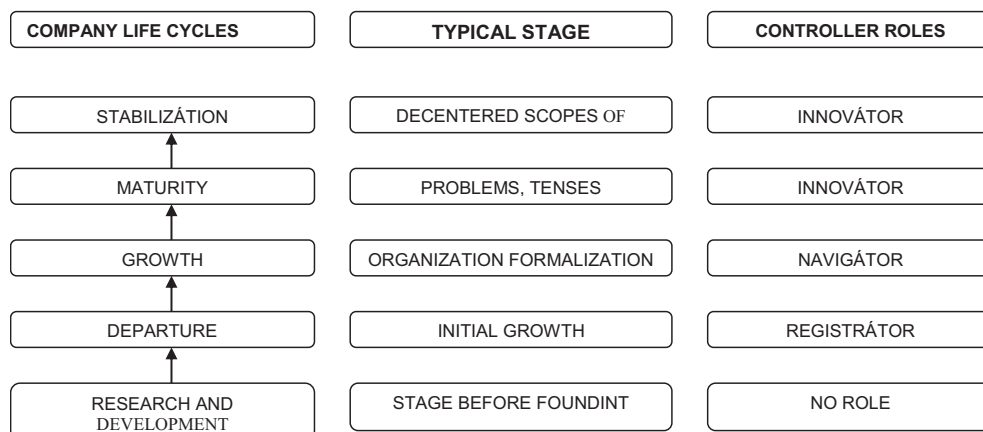 COMPANY LIFE CYCLES
TYPICAL STAGE
CONTROLLER ROLES
STABILIZÁTION
DECENTERED SCOPES OF
INNOVÁTOR
MATURITY
PROBLEMS, TENSES
INNOVÁTOR
GROWTH
ORGANIZATION FORMALIZATION
NAVIGÁTOR
DEPARTURE
INITIAL GROWTH
REGISTRÁTOR
RESEARCH AND
DEVELOPMENT
STAGE BEFORE FOUNDINT
NO ROLE